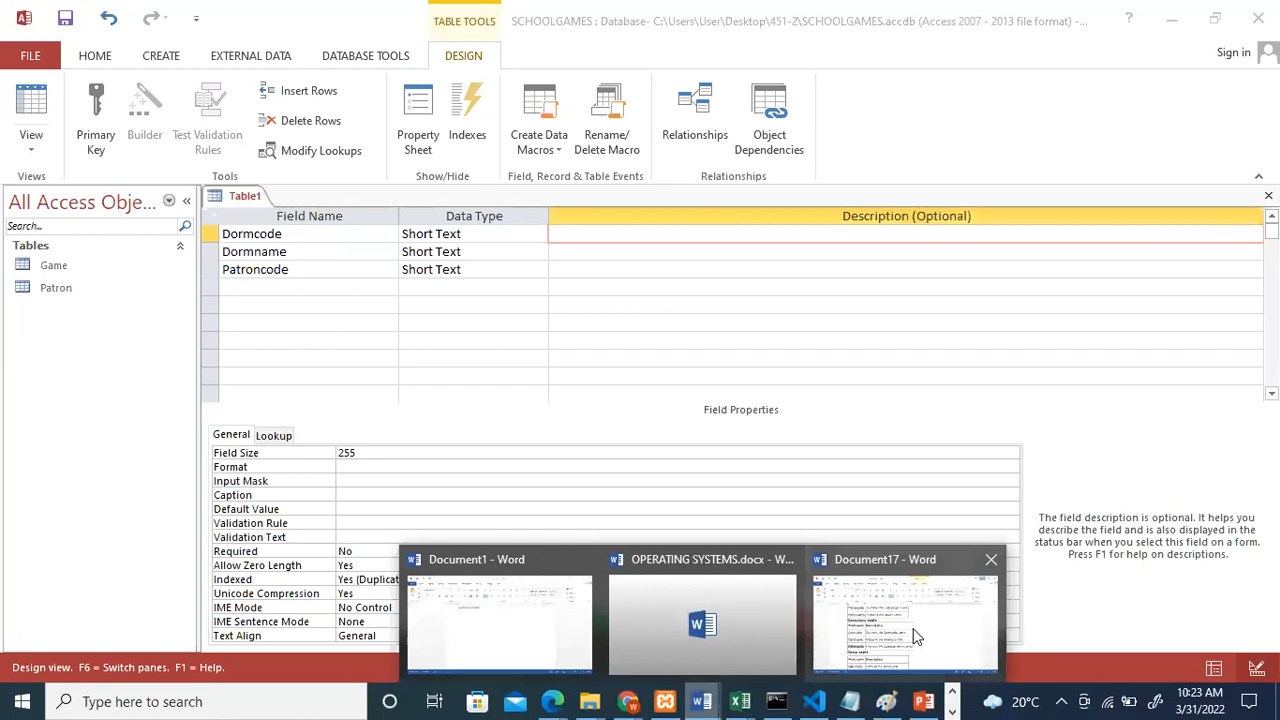 TABLE TOOLS
SCHOOLGAMES : Database- C:\Users\User\Desktop\451-2\SCHOOLGAMES.accdb (Access 2007 - 2013 file format) -...
FILE HOME CREATE EXTERNAL DATA DATABASE TOOLS DESIGN Sign in
View
Primary Key
Builder
Test Validation Rules
Insert Rows
Delete Rows
Modify Lookups
Property Sheet
Indexes
Create Data Macros
Rename/ Delete Macro
Relationships
Object Dependencies
Views Tools Show/Hide Field, Record & Table Events Relationships
All Access Obje...
Search...
Tables
Game
Patron
Table1
Field Name Data Type Description (Optional)
Dormcode Short Text
Dormname Short Text
Patroncode Short Text
Field Properties
General Lookup
Field Size 255
Format
Input Mask
Caption
Default Value
Validation Rule
Validation Text
Required No
Allow Zero Length Yes
Indexed Yes (Duplicat
Unicode Compression Yes
IME Mode No Control
IME Sentence Mode None
Text Align General
The field description is optional. It helps you
describe the field and is also displayed in the
status bar when you select this field on a form.
Press F1 for help on descriptions.
Document1 - Word
OPERATING SYSTEMS.docx - W...
Document17 - Word
Design view. F6 = Switch panes. F1 = Help.
Type here to search
20°C
10:23 AM
3/31/2022